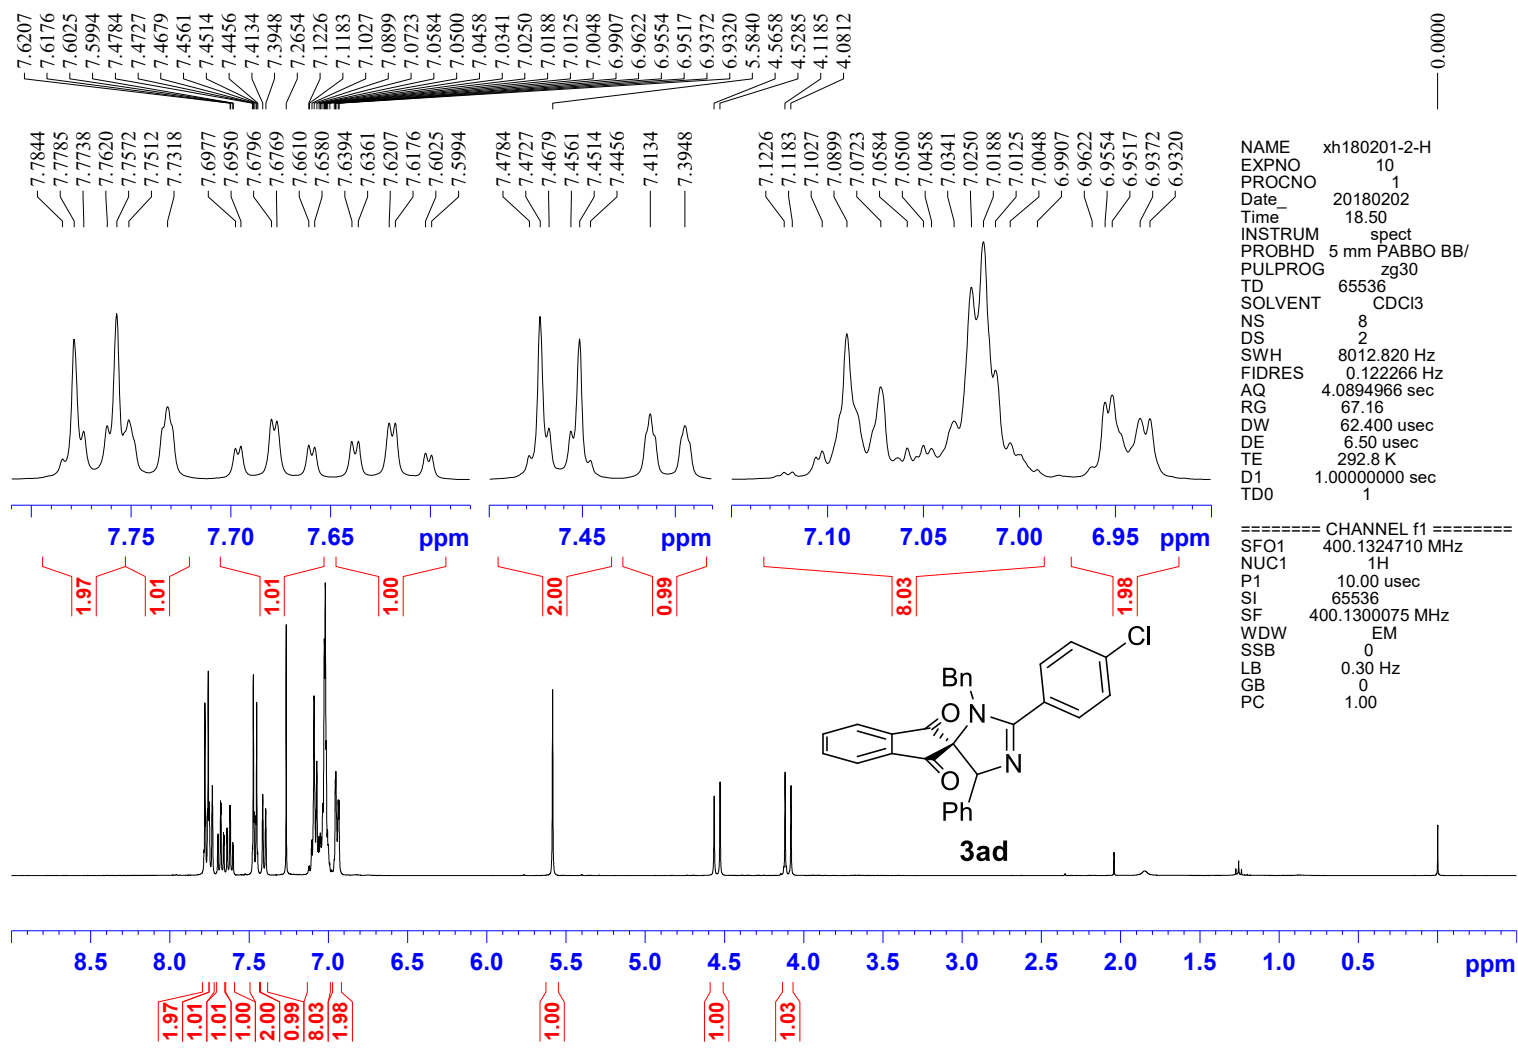 7.6207 7.6176 7.6025 7.5994 7.4784 7.4727 7.4679 7.4561 7.4514 7.4456 7.4134 7.3948 7.2654 7.1226 7.1183 7.1027 7.0899 7.0723 7.0584 7.0500 7.0458 7.0341 7.0250 7.0188 7.0125 7.0048 6.9907 6.9622 6.9554 6.9517 6.9372 6.9320 5.5840 4.5658 4.5285 4.1185 4.0812 0.0000
7.7844 7.7785 7.7738 7.7620 7.7572 7.7512 7.7318 7.6977 7.6950 7.6796 7.6769 7.6610 7.6580 7.6394 7.6361 7.6207 7.6176 7.6025 7.5994 7.4784 7.4727 7.4679 7.4561 7.4514 7.4456 7.4134 7.3948 7.1226 7.1183 7.1027 7.0899 7.0723 7.0584 7.0500 7.0458 7.0341 7.0250 7.0188 7.0125 7.0048 6.9907 6.9622 6.9554 6.9517 6.9372 6.9320
NAME xh180201-2-H
EXPNO 10
PROCNO 1
Date_ 20180202
Time 18.50
INSTRUM spect
PROBHD 5 mm PABBO BB/
PULPROG zg30
TD 65536
SOLVENT CDCl3
NS 8
DS 2
SWH 8012.820 Hz
FIDRES 0.122266 Hz
AQ 4.0894966 sec
RG 67.16
DW 62.400 usec
DE 6.50 usec
TE 292.8 K
D1 1.00000000 sec
TD0 1
======== CHANNEL f1 ========
SFO1 400.1324710 MHz
NUC1 1H
P1 10.00 usec
SI 65536
SF 400.1300075 MHz
WDW EM
SSB 0
LB 0.30 Hz
GB 0
PC 1.00
7.75 7.70 7.65 ppm 7.45 ppm 7.10 7.05 7.00 6.95 ppm
1.97 1.01 1.01 1.00 2.00 0.99 8.03 1.98
Cl
Bn
O
N
N
O
Ph
3ad
8.5 8.0 7.5 7.0 6.5 6.0 5.5 5.0 4.5 4.0 3.5 3.0 2.5 2.0 1.5 1.0 0.5 ppm
1.97 1.01 1.01 1.00 2.00 0.99 8.03 1.98 1.00 1.00 1.03